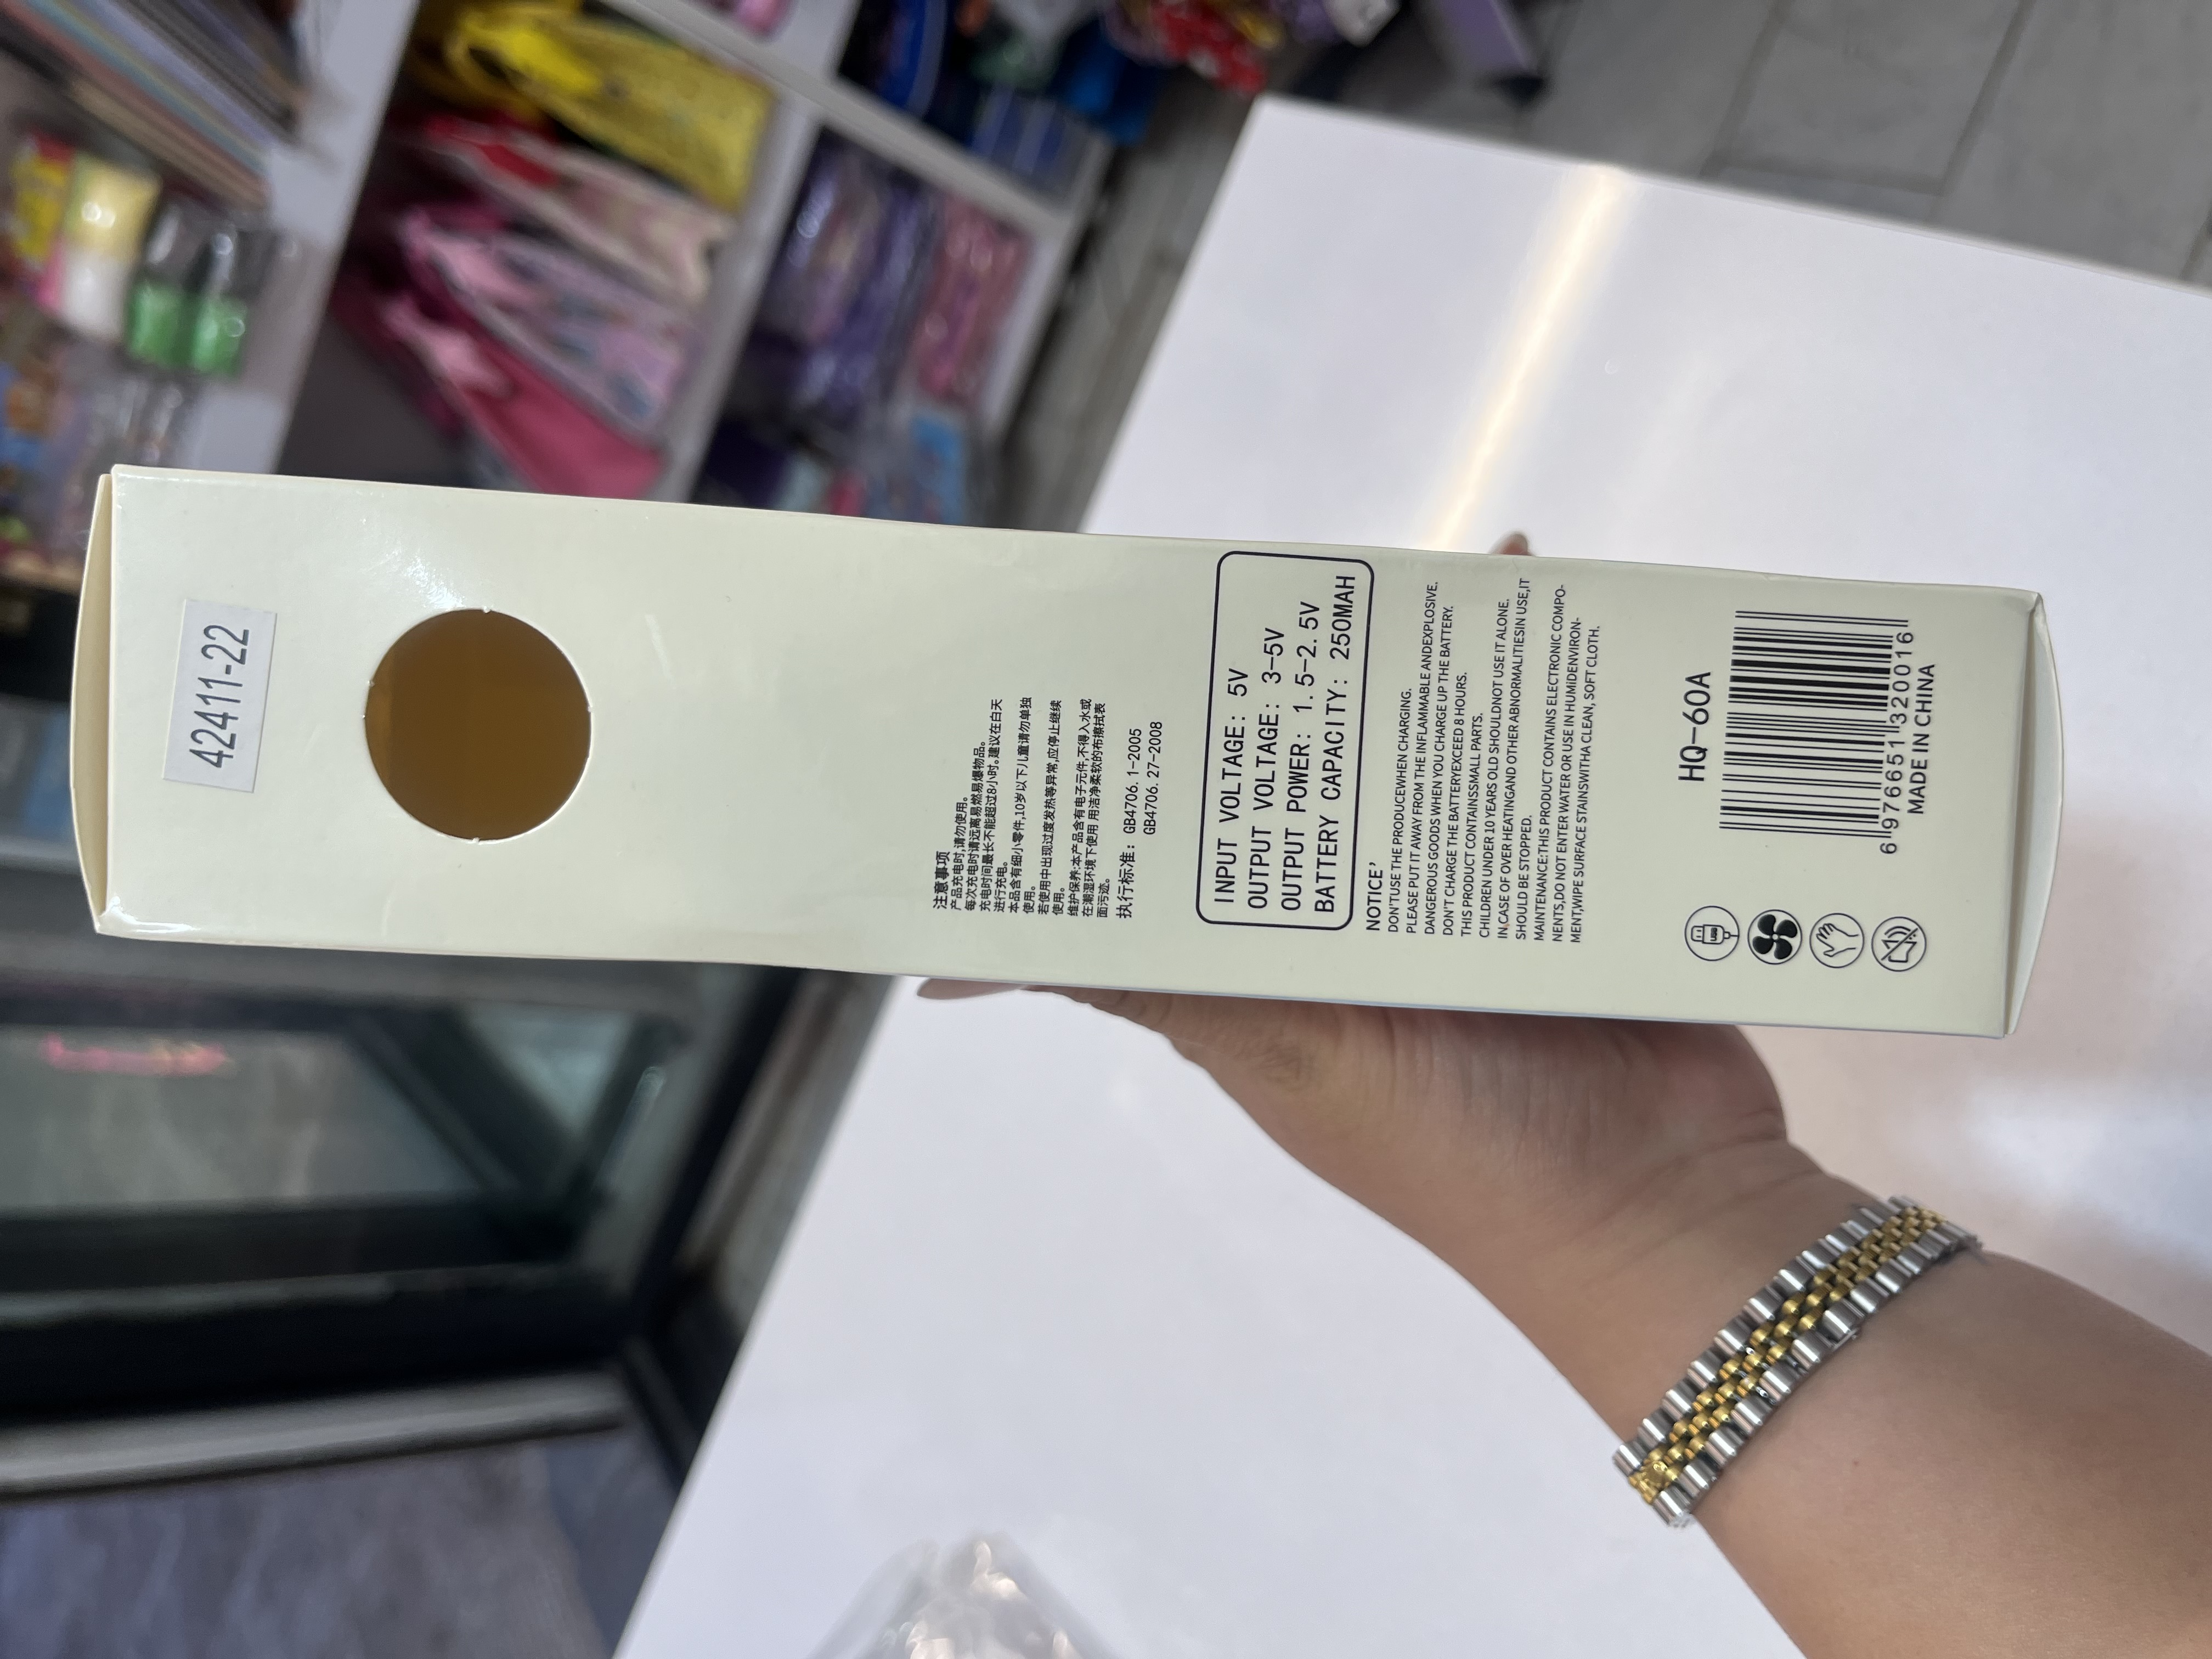 42411-22
注意事项
产品充电时,请勿使用。
每次充电时请远离易燃易爆物品。
充电时间最长不能超过8小时。建议在白天
进行充电。
本品含有细小零件,10岁以下儿童请勿单独
使用。
若使用中出现过度发热等异常,应停止继续
使用。
维护保养:本产品含有电子元件,不得入水或
在潮湿环境下使用 用洁净柔软的布擦拭表
面污迹。
执行标准: GB4706.1-2005
GB4706.27-2008
INPUT VOLTAGE: 5V
OUTPUT VOLTAGE: 3-5V
OUTPUT POWER: 1.5-2.5V
BATTERY CAPACITY: 250MAH
NOTICE'
DON'TUSE THE PRODUCEWHEN CHARGING.
PLEASE PUT IT AWAY FROM THE INFLAMMABLE ANDEXPLOSIVE.
DANGEROUS GOODS WHEN YOU CHARGE UP THE BATTERY.
DON'T CHARGE THE BATTERYEXCEED 8 HOURS.
THIS PRODUCT CONTAINSSMALL PARTS.
CHILDREN UNDER 10 YEARS OLD SHOULDNOT USE IT ALONE.
IN,CASE OF OVER HEATINGAND OTHER ABNORMALITIESIN USE,IT
SHOULD BE STOPPED.
MAINTENANCE:THIS PRODUCT CONTAINS ELECTRONIC COMPO-
NENTS,DO NOT ENTER WATER OR USE IN HUMIDENVIRON-
MENT,WIPE SURFACE STAINSWITHA CLEAN, SOFT CLOTH.
HQ-60A
6 976651 320016
MADE IN CHINA